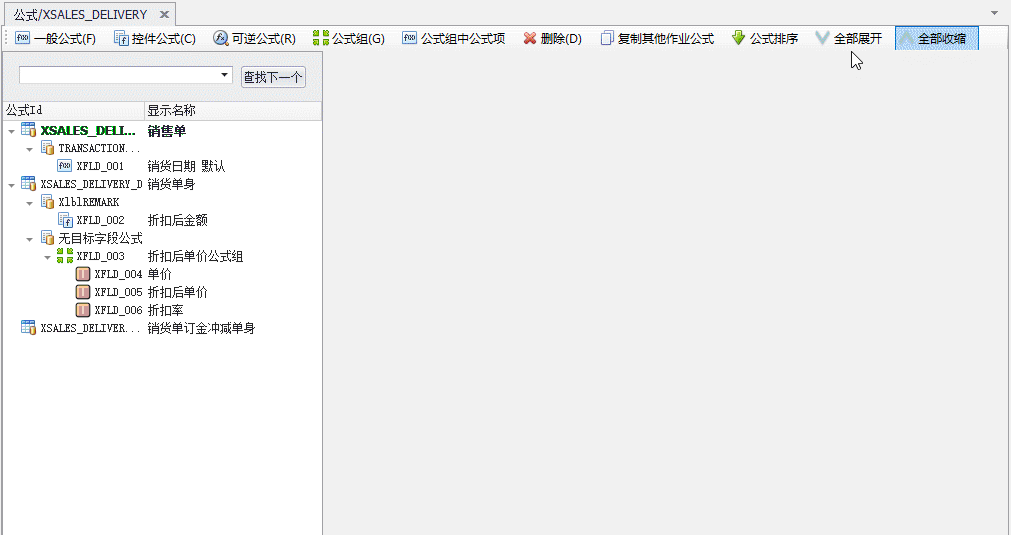 公式/XSALES_DELIVERY
一般公式(F) 控件公式(C) 可逆公式(R) 公式组(G) 公式组中公式项 删除(D) 复制其他作业公式 公式排序 全部展开 全部收缩
查找下一个
公式Id 显示名称
XSALES_DELI... 销售单
TRANSACTION...
XFLD_001 销货日期 默认
XSALES_DELIVERY_D 销货单身
XlblREMARK
XFLD_002 折扣后金额
无目标字段公式
XFLD_003 折扣后单价公式组
XFLD_004 单价
XFLD_005 折扣后单价
XFLD_006 折扣率
XSALES_DELIVER... 销货单订金冲减单身